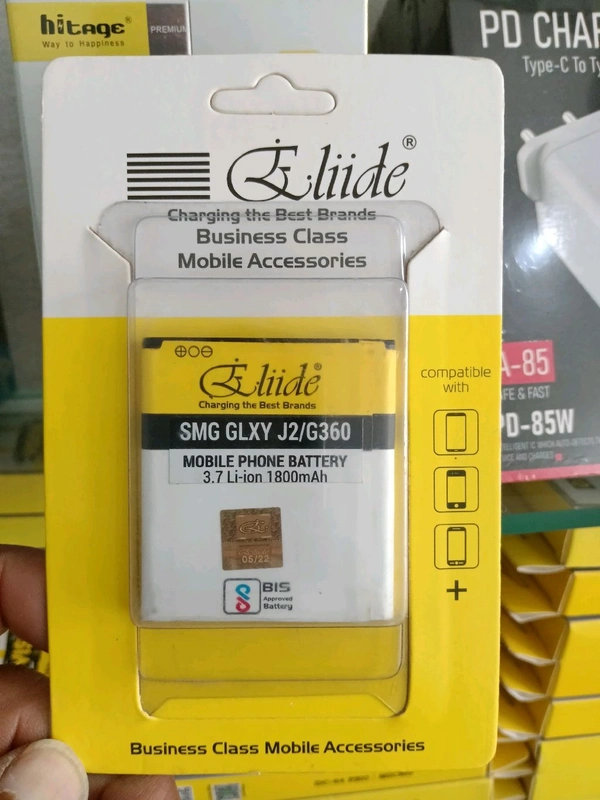 hitage®
Way to Happiness
PREMIUM
PD CHAR
Type-C To Ty
Eliide®
Charging the Best Brands
Business Class
Mobile Accessories
Eliide®
Charging the Best Brands
SMG GLXY J2/G360
MOBILE PHONE BATTERY
3.7 Li-ion 1800mAh
05/22
BIS
Approved
Battery
compatible
with
+
A-85
FE & FAST
PD-85W
Business Class Mobile Accessories